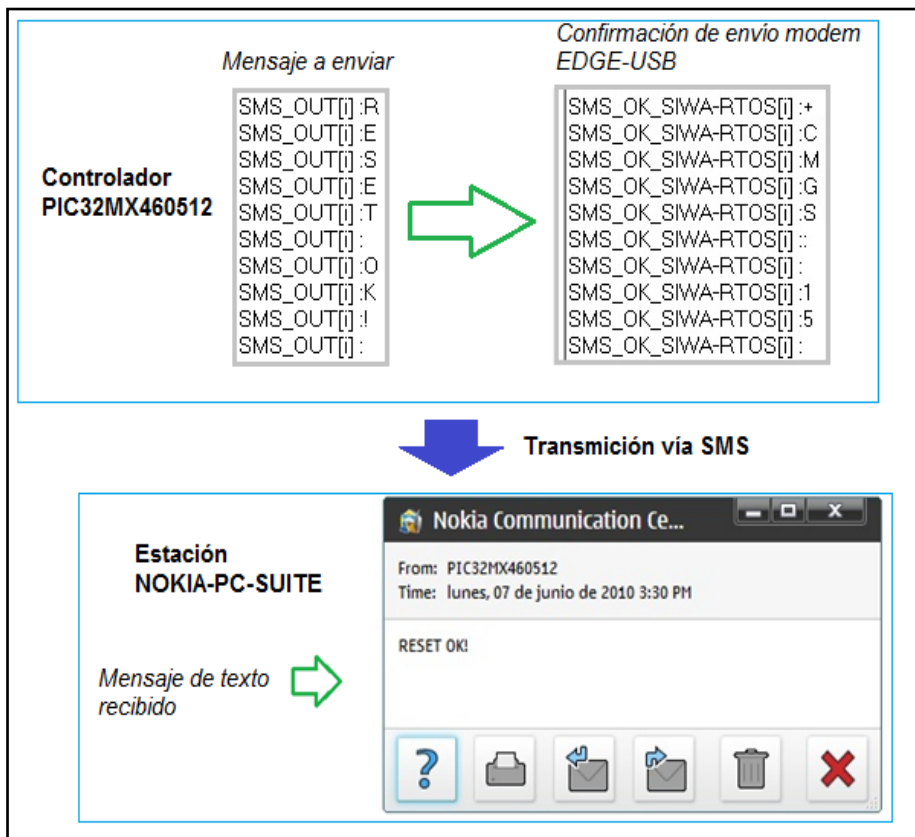 Mensaje a enviar
Confirmación de envío modem
EDGE-USB
Controlador
PIC32MX460512
SMS_OUT[i] :R
SMS_OUT[i] :E
SMS_OUT[i] :S
SMS_OUT[i] :E
SMS_OUT[i] :T
SMS_OUT[i] :
SMS_OUT[i] :O
SMS_OUT[i] :K
SMS_OUT[i] :!
SMS_OUT[i] :
SMS_OK_SIWA-RTOS[i] :+
SMS_OK_SIWA-RTOS[i] :C
SMS_OK_SIWA-RTOS[i] :M
SMS_OK_SIWA-RTOS[i] :G
SMS_OK_SIWA-RTOS[i] :S
SMS_OK_SIWA-RTOS[i] ::
SMS_OK_SIWA-RTOS[i] :
SMS_OK_SIWA-RTOS[i] :1
SMS_OK_SIWA-RTOS[i] :5
SMS_OK_SIWA-RTOS[i] :
Transmición vía SMS
Estación
NOKIA-PC-SUITE
Mensaje de texto
recibido
Nokia Communication Ce...
From: PIC32MX460512
Time: lunes, 07 de junio de 2010 3:30 PM
RESET OK!